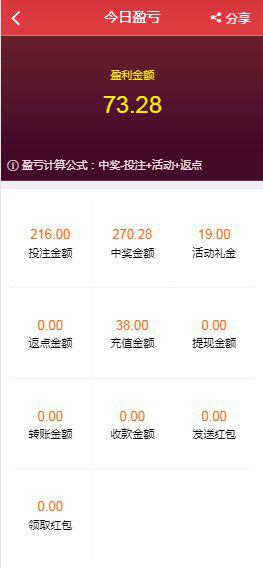 今日盈亏
分享
盈利金额
73.28
盈亏计算公式：中奖-投注+活动+返点
216.00 270.28 19.00
投注金额 中奖金额 活动礼金
0.00 38.00 0.00
返点金额 充值金额 提现金额
0.00 0.00 0.00
转账金额 收款金额 发送红包
0.00
领取红包